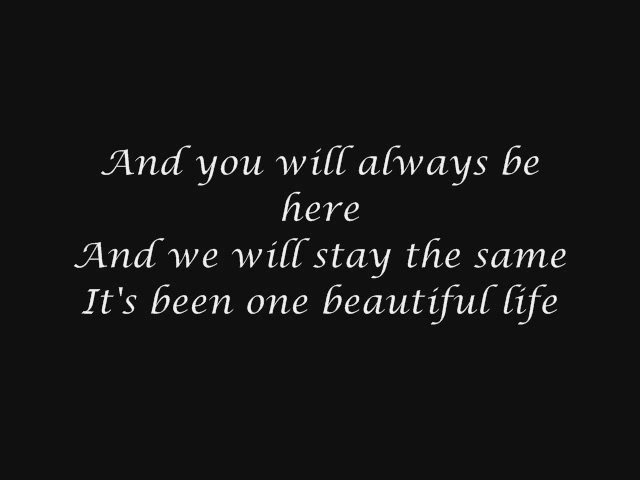 And you will always be
here
And we will stay the same
It's been one beautiful life